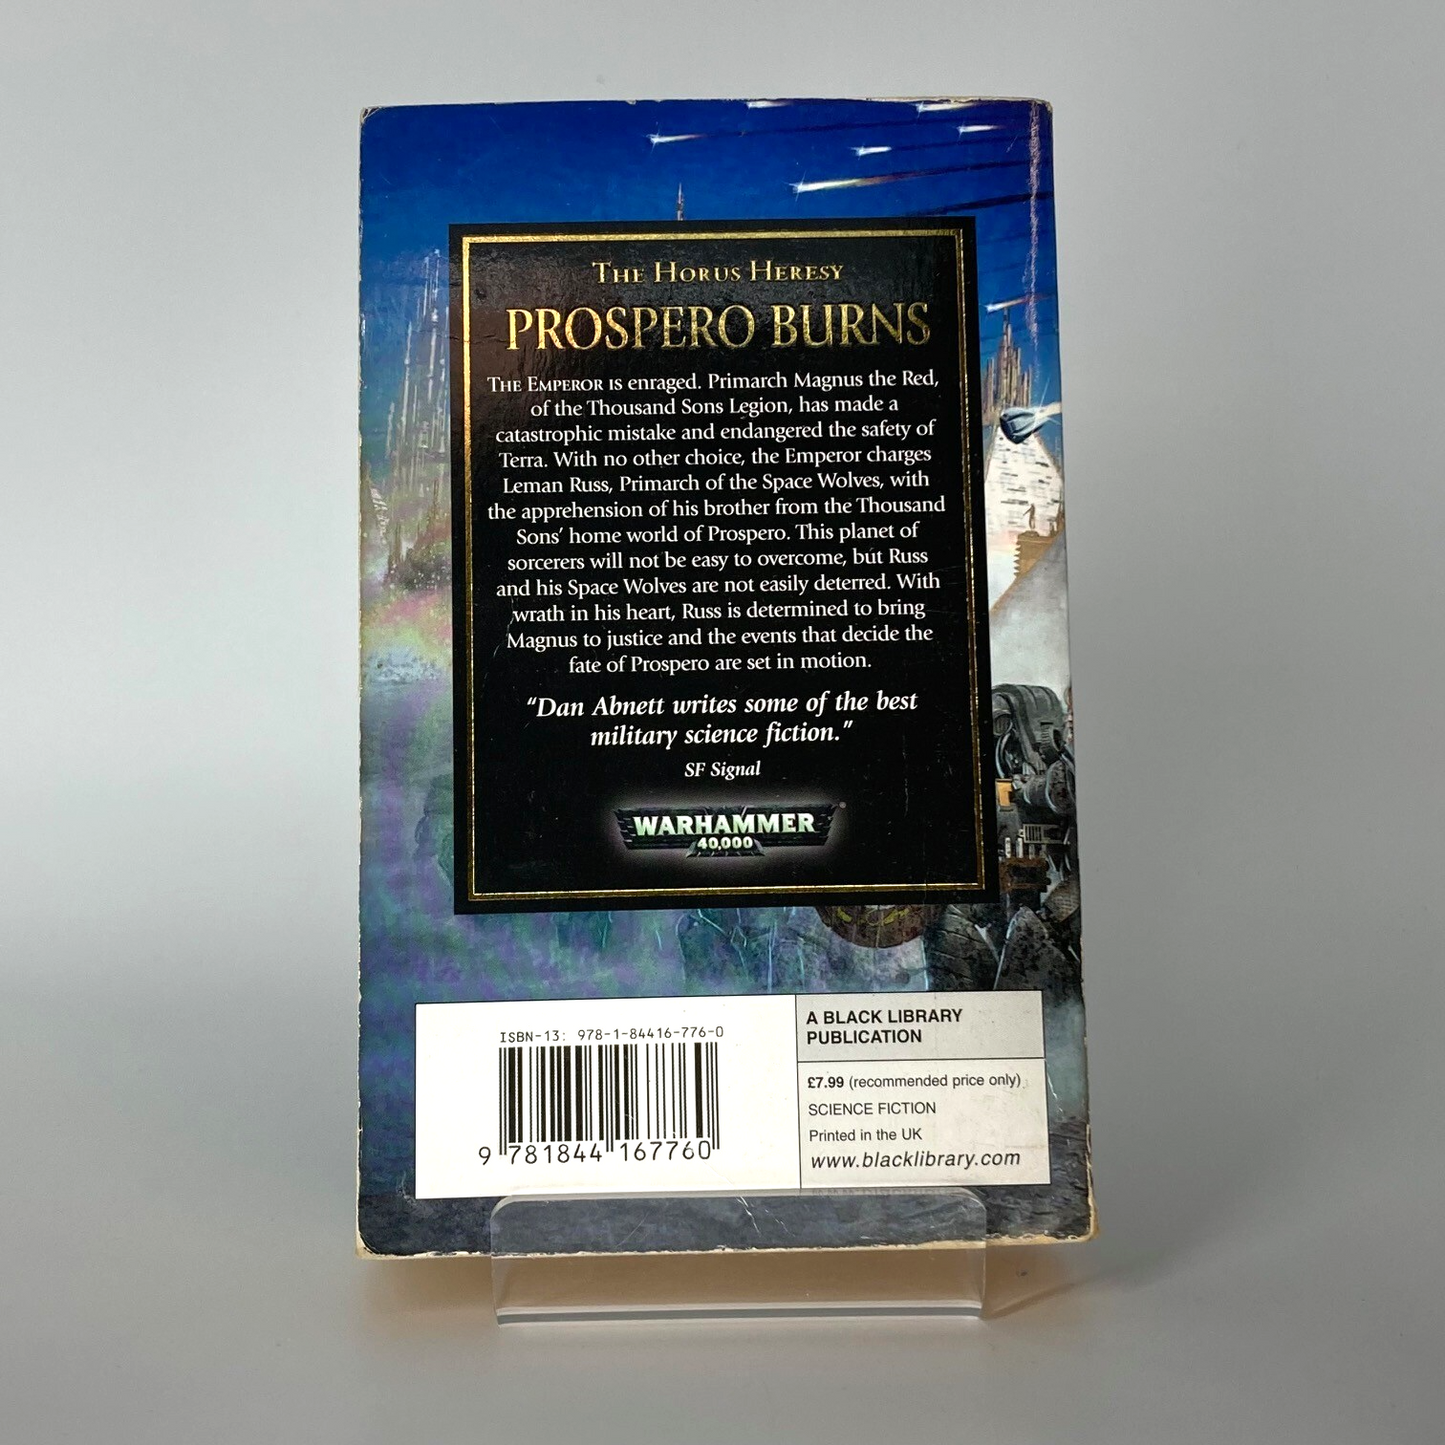 THE HORUS HERESY
PROSPERO BURNS
THE EMPEROR IS enraged. Primarch Magnus the Red,
of the Thousand Sons Legion, has made a
catastrophic mistake and endangered the safety of
Terra. With no other choice, the Emperor charges
Leman Russ, Primarch of the Space Wolves, with
the apprehension of his brother from the Thousand
Sons' home world of Prospero. This planet of
sorcerers will not be easy to overcome, but Russ
and his Space Wolves are not easily deterred. With
wrath in his heart, Russ is determined to bring
Magnus to justice and the events that decide the
fate of Prospero are set in motion.
"Dan Abnett writes some of the best
military science fiction."
SF Signal
WARHAMMER
40,000
ISBN-13: 978-1-84416-776-0
9 781844 167760
A BLACK LIBRARY
PUBLICATION
£7.99 (recommended price only)
SCIENCE FICTION
Printed in the UK
www.blacklibrary.com